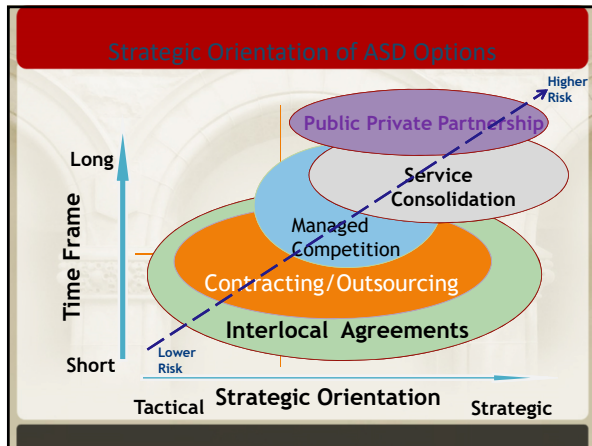 Strategic Orientation of ASD Options
Higher
Risk
Public Private Partnership
Long
Service
Consolidation
Managed
Competition
Time Frame
Contracting/Outsourcing
Interlocal Agreements
Short
Lower
Risk
Tactical
Strategic Orientation
Strategic